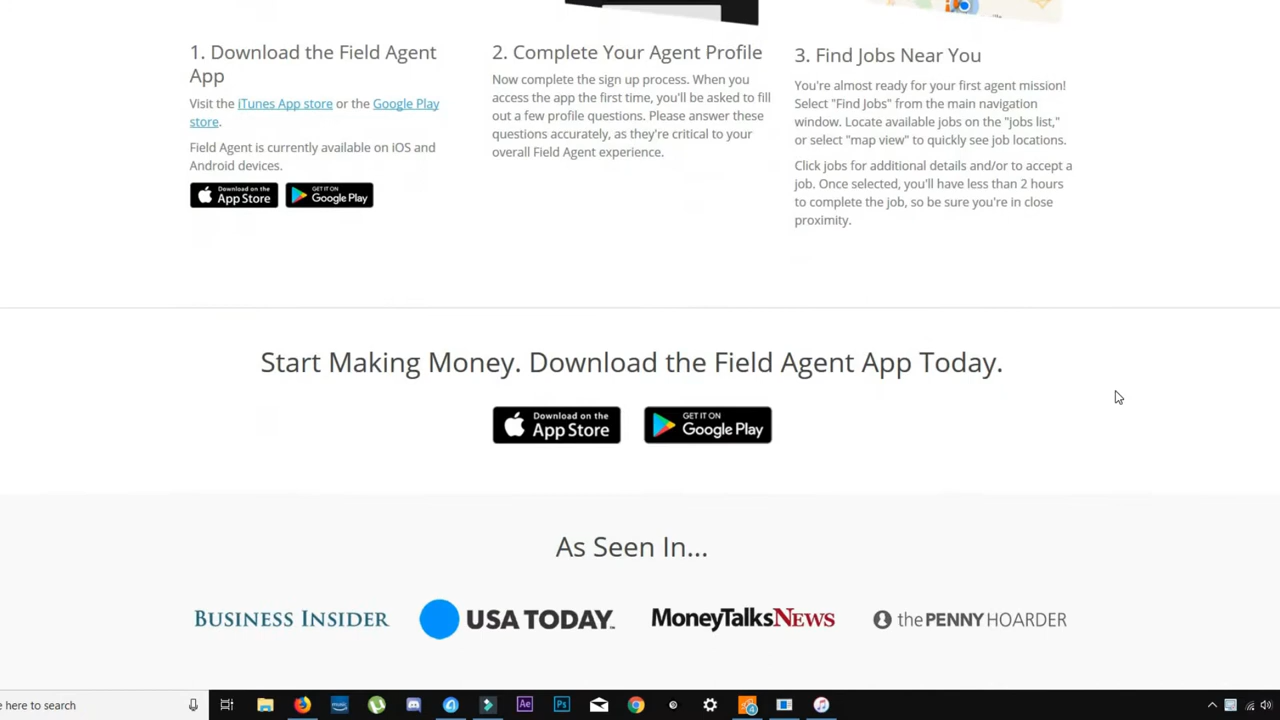 1. Download the Field Agent
App
Visit the iTunes App store or the Google Play
store.
Field Agent is currently available on iOS and
Android devices.
Download on the
App Store
GET IT ON
Google Play
2. Complete Your Agent Profile
Now complete the sign up process. When you
access the app the first time, you'll be asked to fill
out a few profile questions. Please answer these
questions accurately, as they're critical to your
overall Field Agent experience.
3. Find Jobs Near You
You're almost ready for your first agent mission!
Select "Find Jobs" from the main navigation
window. Locate available jobs on the "jobs list,"
or select "map view" to quickly see job locations.
Click jobs for additional details and/or to accept a
job. Once selected, you'll have less than 2 hours
to complete the job, so be sure you're in close
proximity.
Start Making Money. Download the Field Agent App Today.
Download on the
App Store
GET IT ON
Google Play
As Seen In...
BUSINESS INSIDER
USA TODAY
MoneyTalksNews
thePENNYHOARDER
e here to search
Ae
Ps